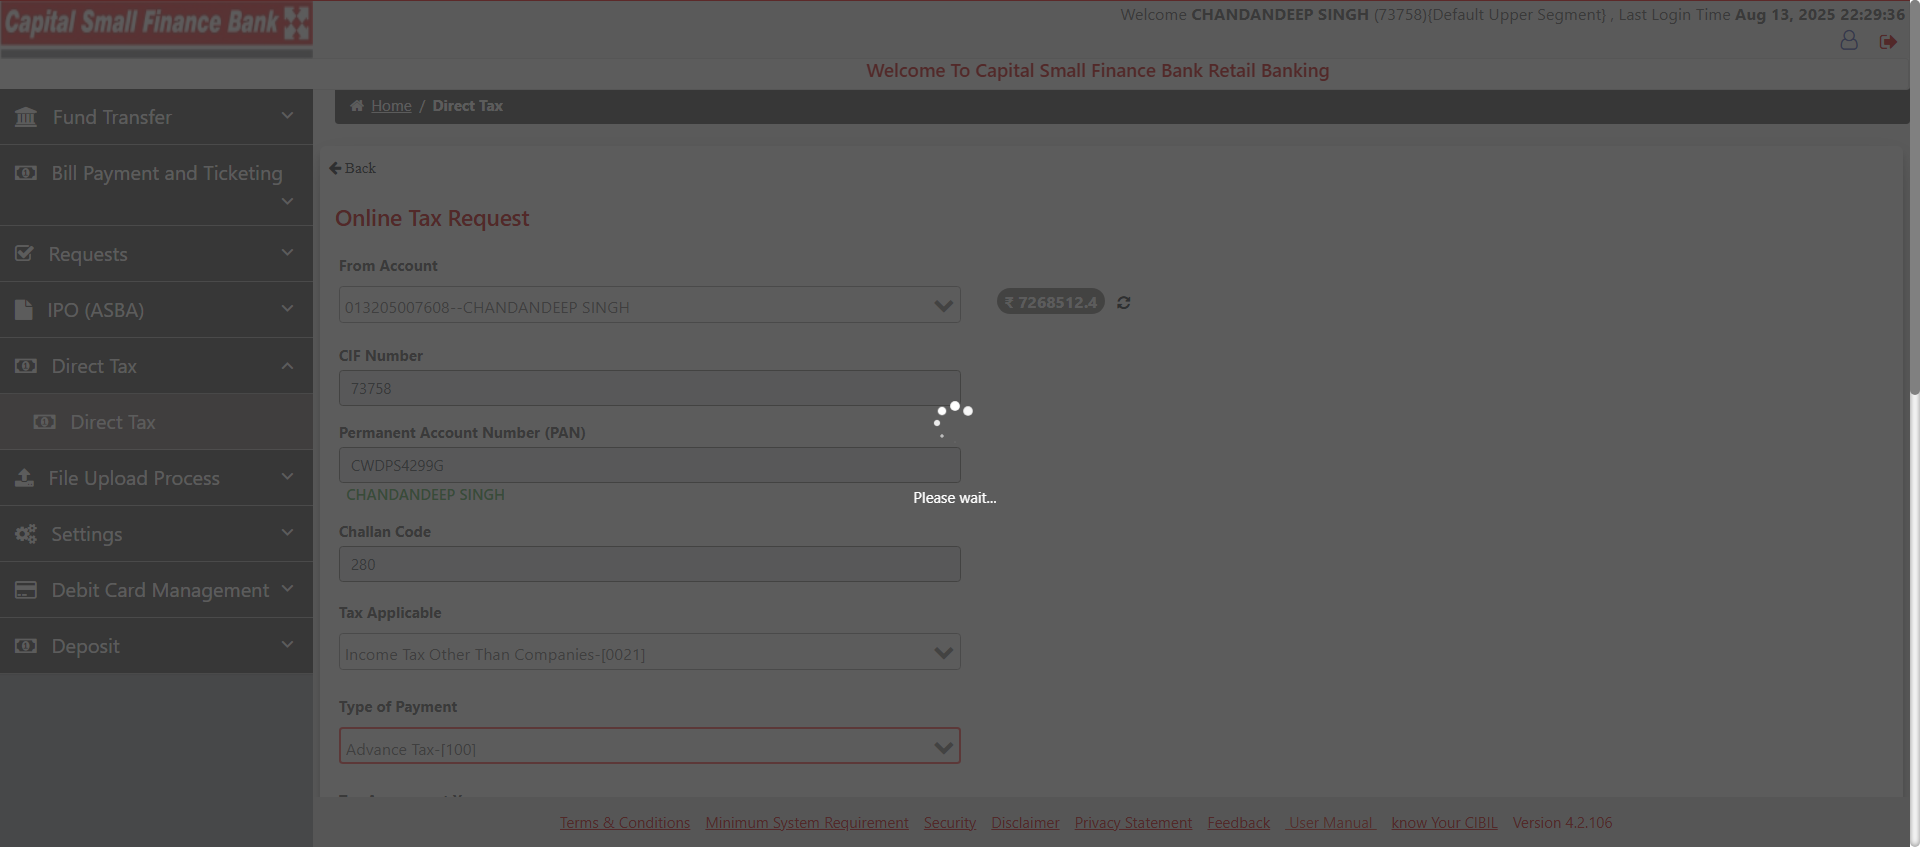 Capital Small Finance Bank
Welcome CHANDANDEEP SINGH (73758){Default Upper Segment} , Last Login Time Aug 13, 2025 22:29:36
Welcome To Capital Small Finance Bank Retail Banking
Fund Transfer
Bill Payment and Ticketing
Requests
IPO (ASBA)
Direct Tax
Direct Tax
File Upload Process
Settings
Debit Card Management
Deposit
Home / Direct Tax
Back
Online Tax Request
From Account
013205007608--CHANDANDEEP SINGH
₹ 7268512.4
CIF Number
73758
Permanent Account Number (PAN)
CWDPS4299G
CHANDANDEEP SINGH
Please wait...
Challan Code
280
Tax Applicable
Income Tax Other Than Companies-[0021]
Type of Payment
Advance Tax-[100]
Terms & Conditions Minimum System Requirement Security Disclaimer Privacy Statement Feedback User Manual know Your CIBIL Version 4.2.106